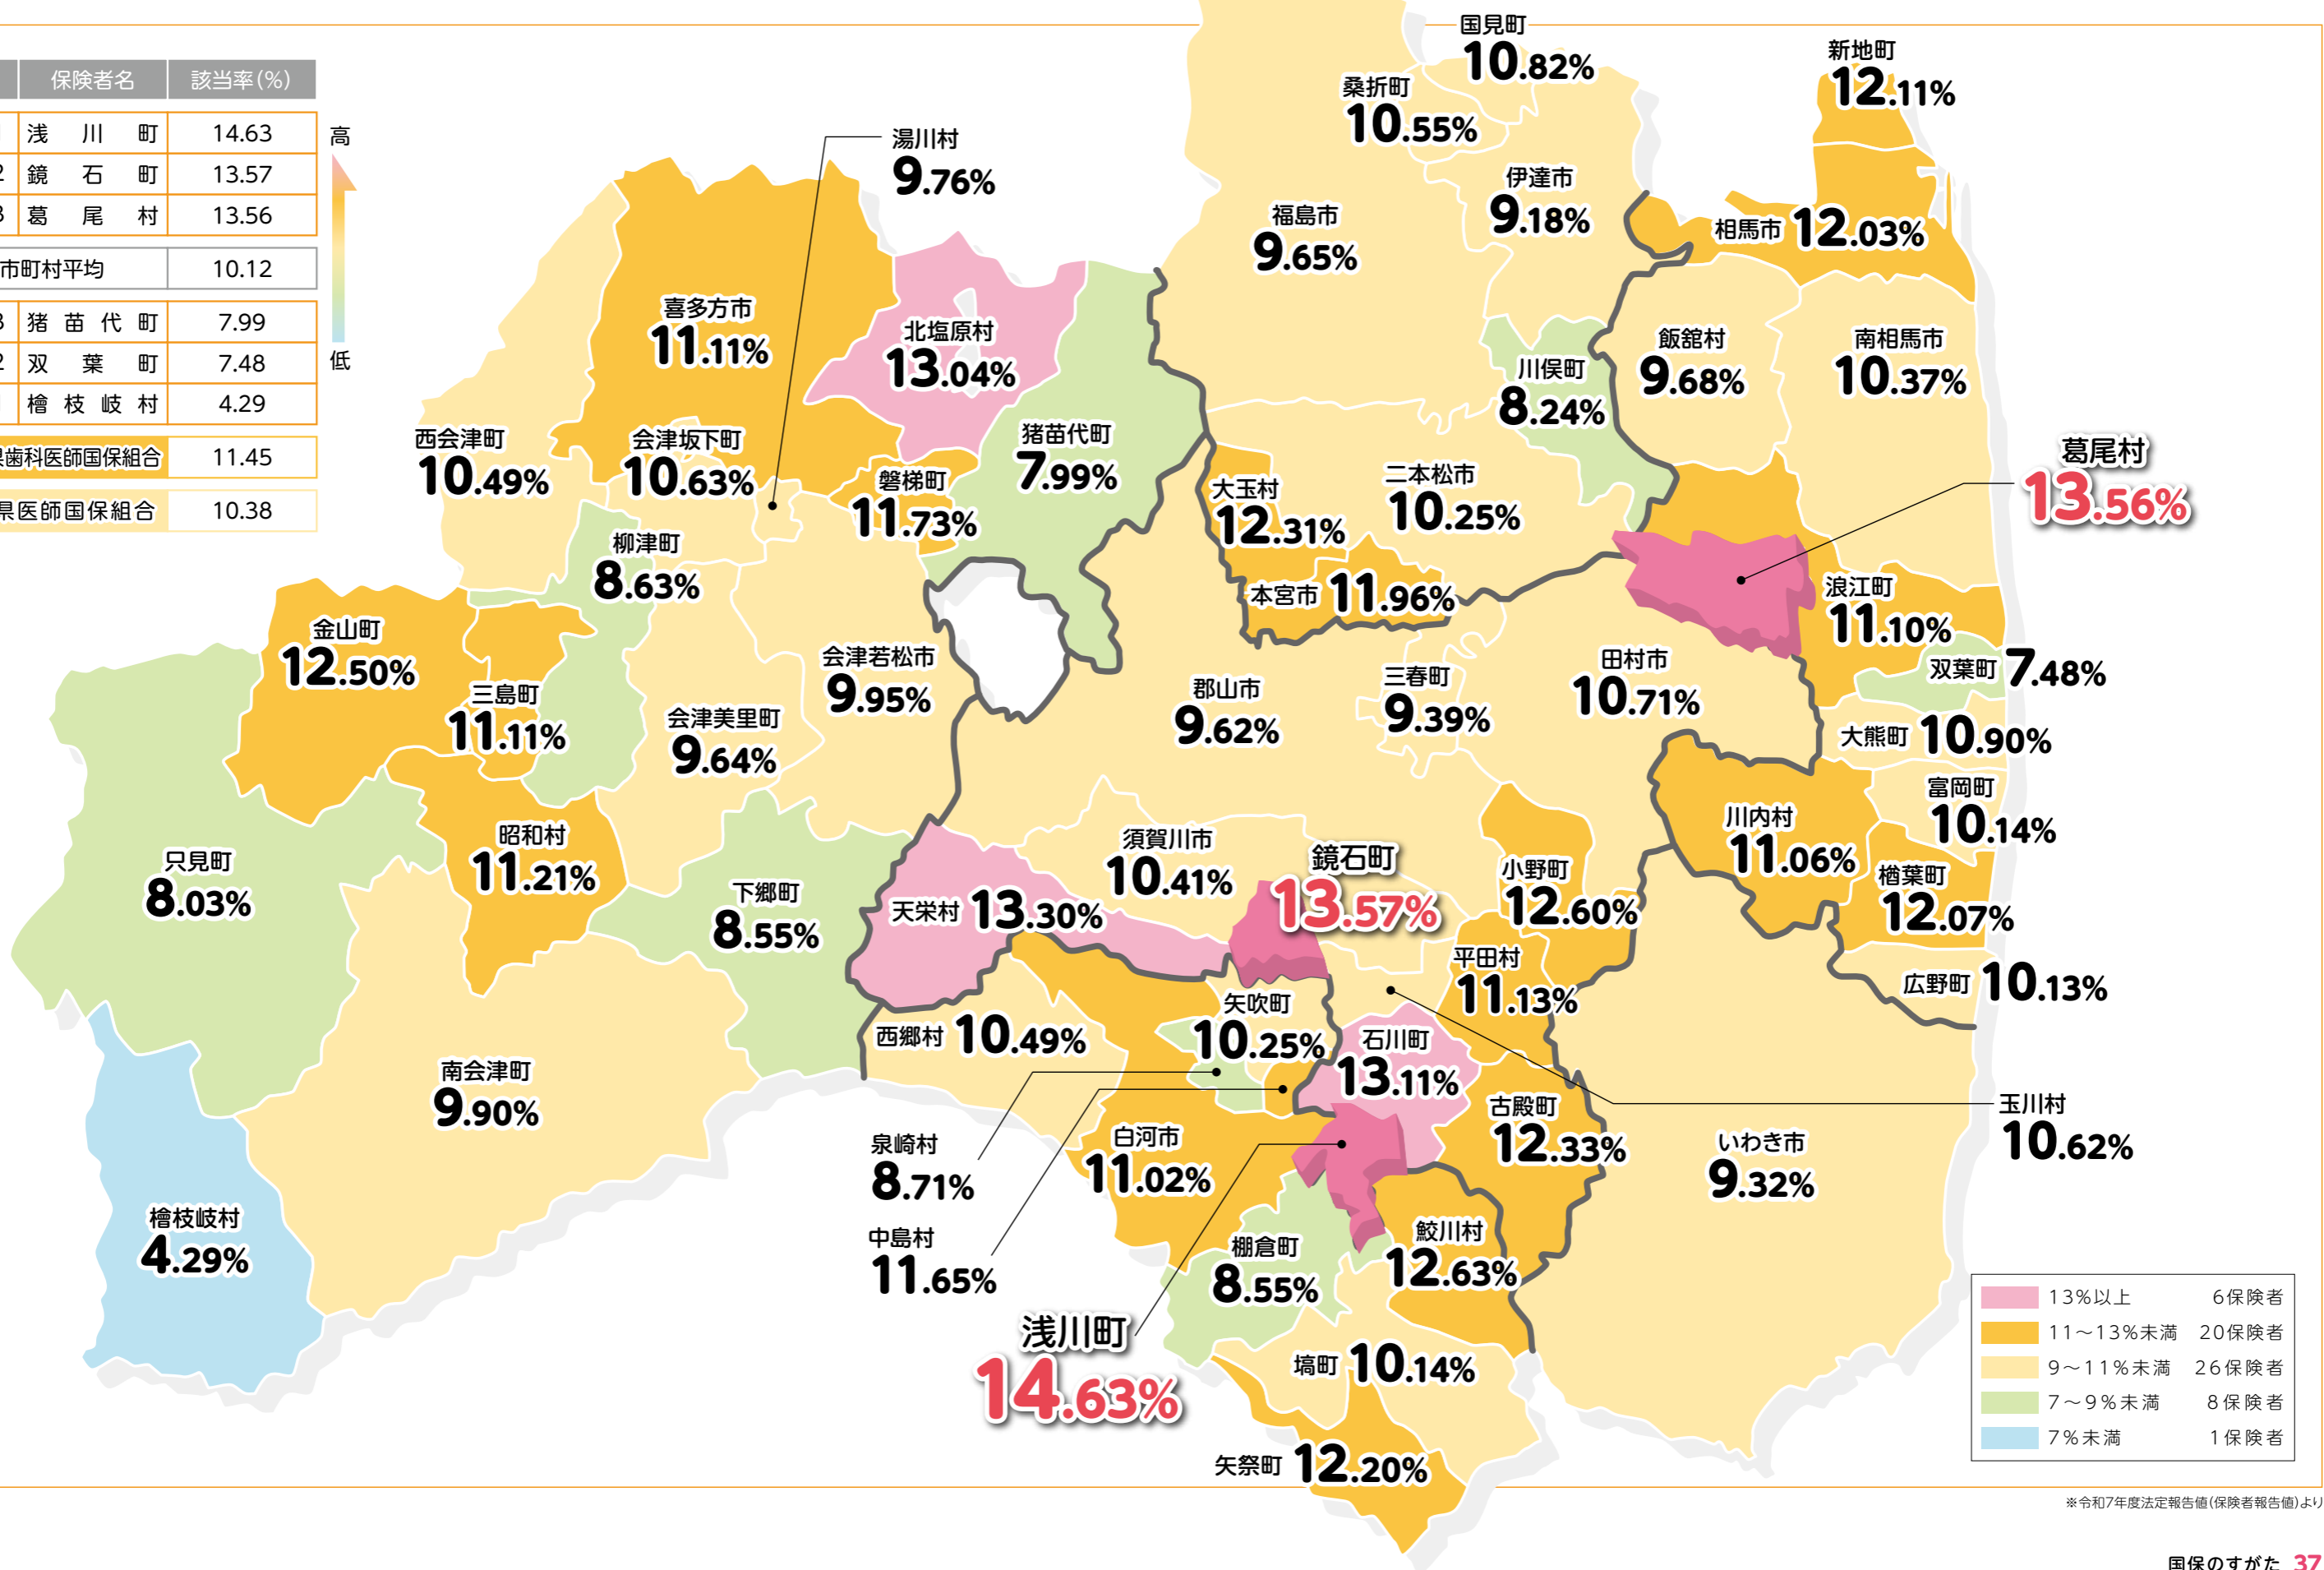 保険者名 該当率(%)
浅川町 14.63
2 鏡石町 13.57
3 葛尾村 13.56
市町村平均 10.12
3 猪苗代町 7.99
2 双葉町 7.48
檜枝岐村 4.29
歯科医師国保組合 11.45
県医師国保組合 10.38
高
低
国見町
10.82%
桑折町
10.55%
新地町
12.11%
湯川村
9.76%
伊達市
9.18%
福島市
9.65%
相馬市 12.03%
喜多方市
11.11%
北塩原村
13.04%
川俣町
8.24%
飯舘村
9.68%
南相馬市
10.37%
西会津町
10.49%
会津坂下町
10.63%
猪苗代町
7.99%
磐梯町
11.73%
大玉村
12.31%
二本松市
10.25%
葛尾村
13.56%
柳津町
8.63%
本宮市 11.96%
浪江町
11.10%
金山町
12.50%
三島町
11.11%
会津若松市
9.95%
会津美里町
9.64%
郡山市
9.62%
三春町
9.39%
田村市
10.71%
双葉町 7.48%
大熊町 10.90%
富岡町
10.14%
只見町
8.03%
昭和村
11.21%
下郷町
8.55%
須賀川市
10.41%
鏡石町
13.57%
小野町
12.60%
川内村
11.06%
楢葉町
12.07%
天栄村 13.30%
平田村
11.13%
広野町 10.13%
西郷村 10.49%
矢吹町
10.25%
石川町
13.11%
南会津町
9.90%
泉崎村
8.71%
白河市
11.02%
古殿町
12.33%
いわき市
9.32%
玉川村
10.62%
檜枝岐村
4.29%
中島村
11.65%
棚倉町
8.55%
鮫川村
12.63%
浅川町
14.63%
塙町 10.14%
矢祭町 12.20%
13%以上 6保険者
11～13%未満 20保険者
9～11%未満 26保険者
7～9%未満 8保険者
7%未満 1保険者
※令和7年度法定報告値(保険者報告値)より
国保のすがた 37